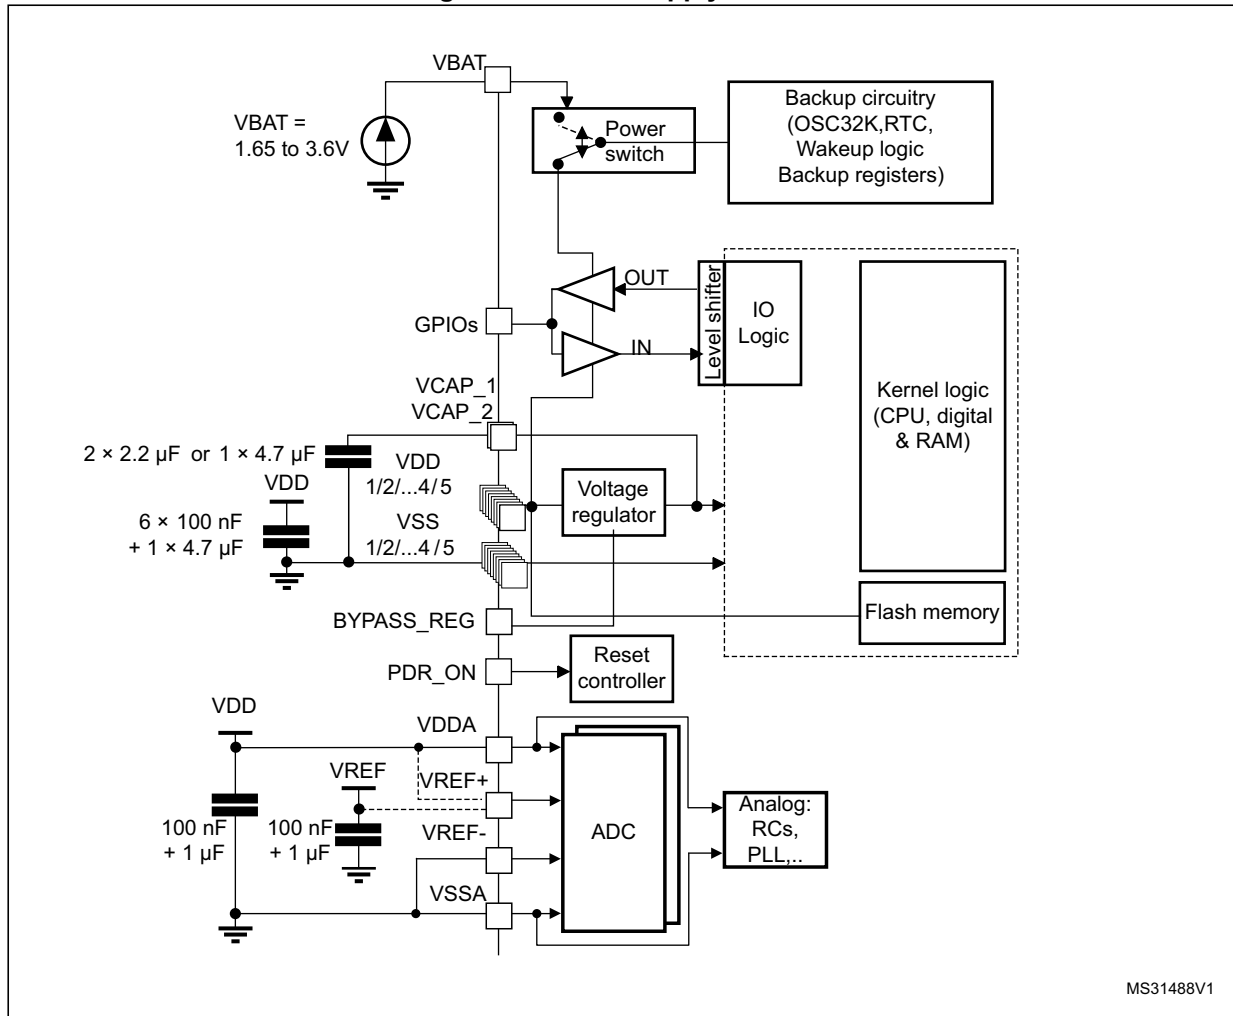 VBAT
VBAT =
1.65 to 3.6V
Power
switch
Backup circuitry
(OSC32K,RTC,
Wakeup logic
Backup registers)
OUT
GPIOs
IN
Level shifter
IO
Logic
Kernel logic
(CPU, digital
& RAM)
VCAP_1
VCAP_2
2 × 2.2 μF or 1 × 4.7 μF
VDD
VDD
1/2/...4/5
Voltage
regulator
6 × 100 nF
+ 1 × 4.7 μF
VSS
1/2/...4/5
BYPASS_REG
Flash memory
PDR_ON
Reset
controller
VDD
VDDA
VREF
VREF+
100 nF
+ 1 μF
100 nF
+ 1 μF
VREF-
VSSA
ADC
Analog:
RCs,
PLL,..
MS31488V1